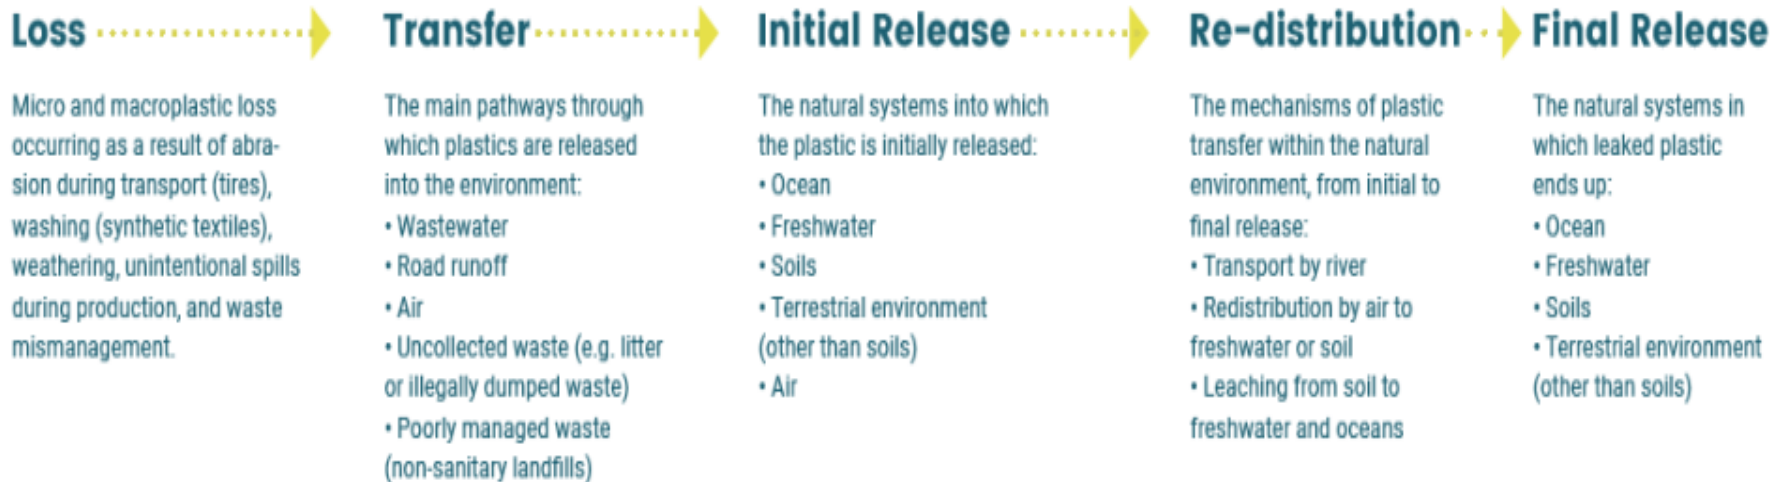 Loss
Micro and macroplastic loss
occurring as a result of abra-
sion during transport (tires),
washing (synthetic textiles),
weathering, unintentional spills
during production, and waste
mismanagement.
Transfer
The main pathways through
which plastics are released
into the environment:
• Wastewater
• Road runoff
• Air
• Uncollected waste (e.g. litter
or illegally dumped waste)
• Poorly managed waste
(non-sanitary landfills)
Initial Release
The natural systems into which
the plastic is initially released:
• Ocean
• Freshwater
• Soils
• Terrestrial environment
(other than soils)
• Air
Re-distribution
The mechanisms of plastic
transfer within the natural
environment, from initial to
final release:
• Transport by river
• Redistribution by air to
freshwater or soil
• Leaching from soil to
freshwater and oceans
Final Release
The natural systems in
which leaked plastic
ends up:
• Ocean
• Freshwater
• Soils
• Terrestrial environment
(other than soils)